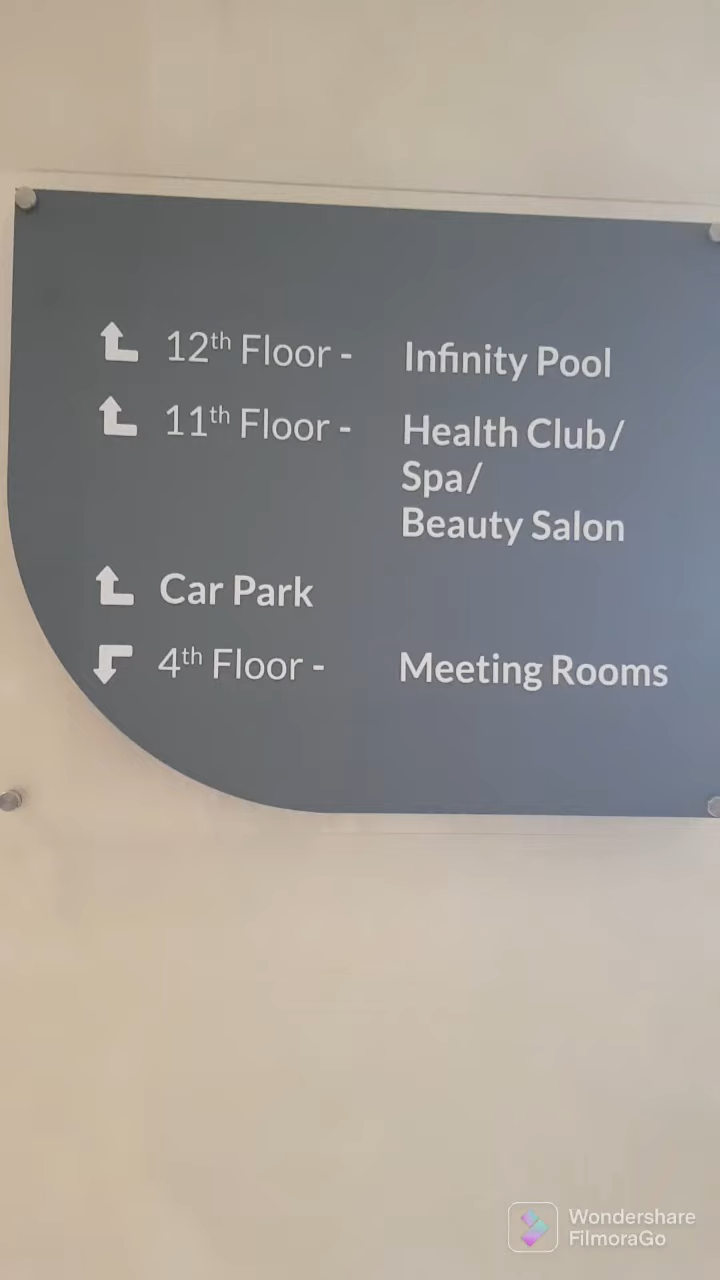 12th Floor - Infinity Pool
11th Floor - Health Club/
Spa/
Beauty Salon
Car Park
4th Floor - Meeting Rooms
Wondershare
FilmoraGo